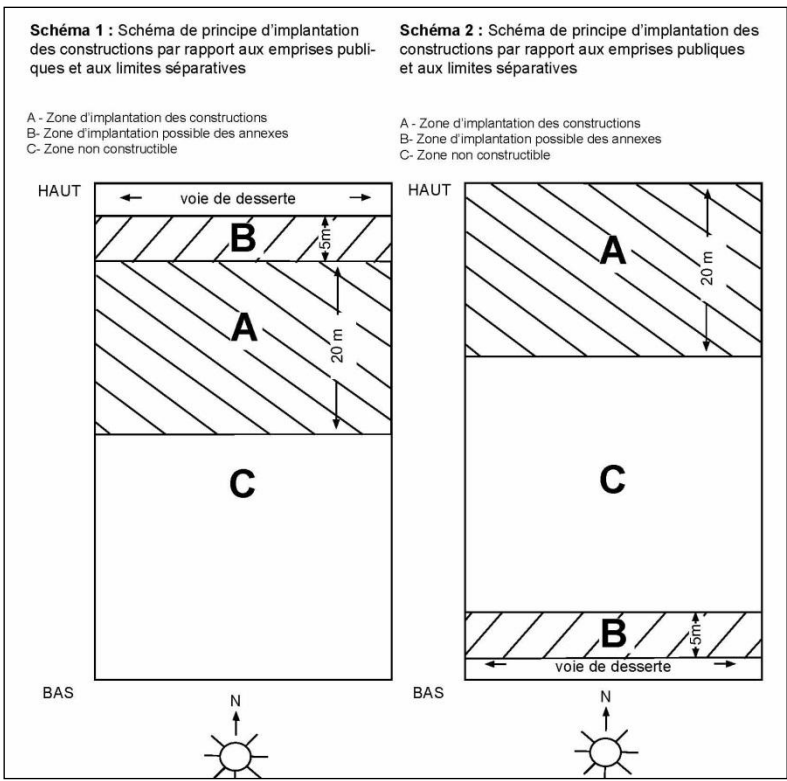 Schéma 1 : Schéma de principe d'implantation
des constructions par rapport aux emprises publi-
ques et aux limites séparatives
A - Zone d'implantation des constructions
B- Zone d'implantation possible des annexes
C- Zone non constructible
HAUT
voie de desserte
B
5m
A
20 m
C
BAS
N
Schéma 2 : Schéma de principe d'implantation des
constructions par rapport aux emprises publiques
et aux limites séparatives
A - Zone d'implantation des constructions
B- Zone d'implantation possible des annexes
C- Zone non constructible
HAUT
A
20 m
C
B
5m
voie de desserte
BAS
N